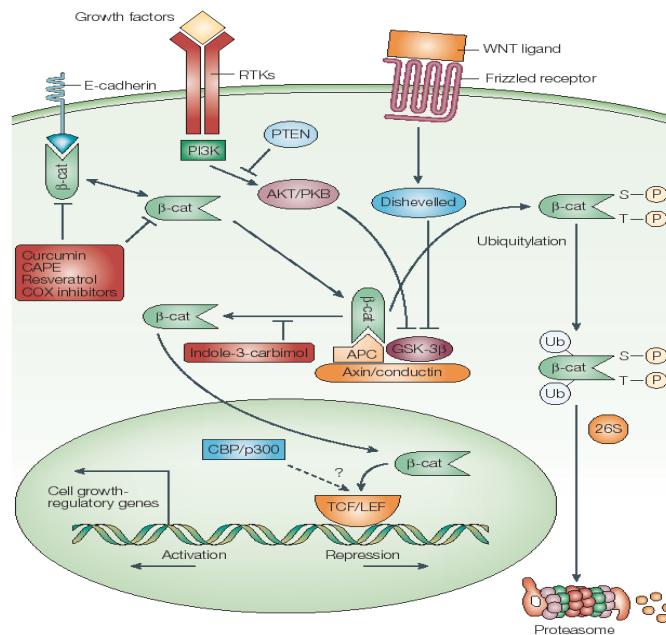 Growth factors
WNT ligand
E-cadherin
RTKs
Frizzled receptor
PI3K
PTEN
β-cat
AKT/PKB
Dishevelled
β-cat
β-cat
S
P
T
P
Ubiquitylation
Curcumin
CAPE
Resveratrol
COX inhibitors
β-cat
β-cat
Indole-3-carbimol
APC
GSK-3β
Axin/conductin
Ub
β-cat
S
P
T
P
Ub
26S
CBP/p300
?
β-cat
Cell growth-
regulatory genes
TCF/LEF
Activation
Repression
Proteasome